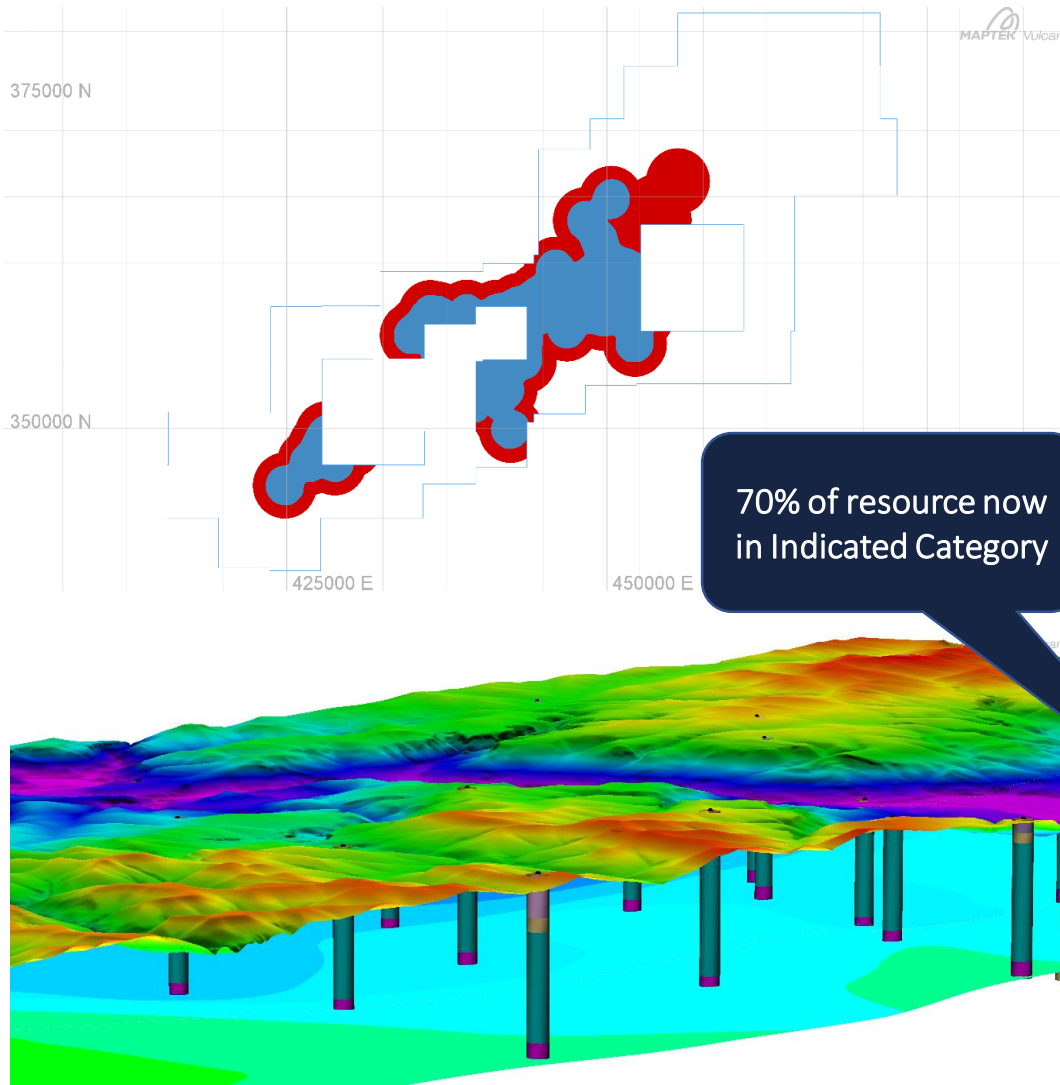 MAPTEK Vulcan
375000 N
350000 N
425000 E
450000 E
70% of resource now
in Indicated Category